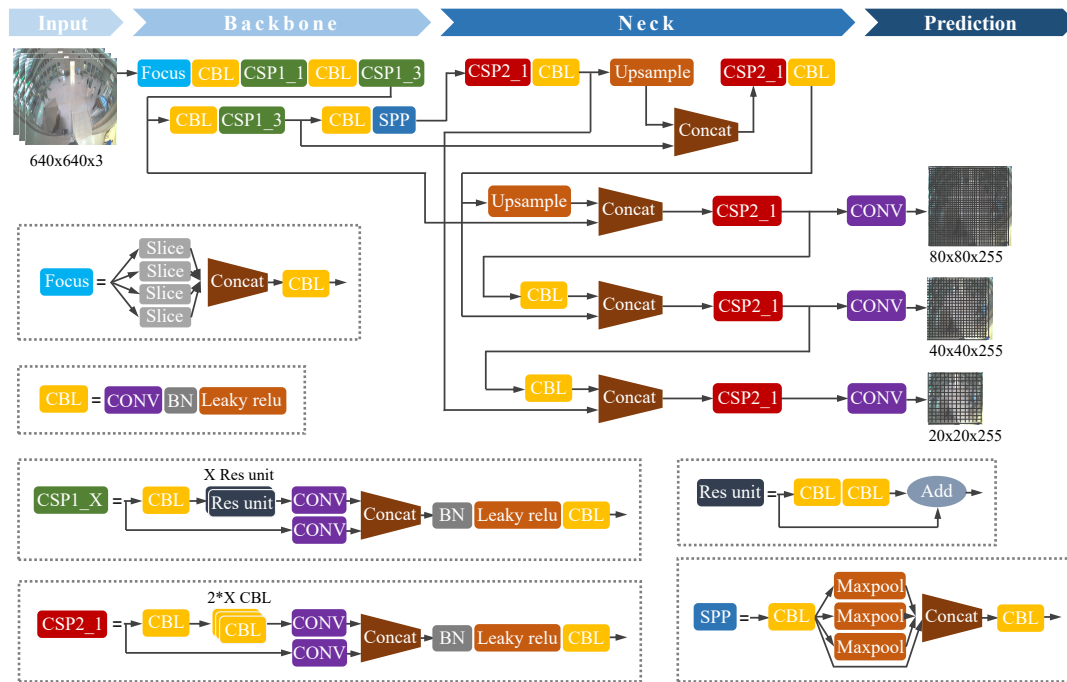 Input Backbone Neck Prediction
Focus CBL CSP1_1 CBL CSP1_3 CSP2_1 CBL Upsample CSP2_1 CBL
CBL CSP1_3 CBL SPP Concat
640x640x3
Upsample Concat CSP2_1 CONV
80x80x255
Focus = Slice Slice Slice Slice Concat CBL
CBL Concat CSP2_1 CONV
40x40x255
CBL = CONV BN Leaky relu
CBL Concat CSP2_1 CONV
20x20x255
X Res unit
CSP1_X = CBL Res unit CONV CONV Concat BN Leaky relu CBL
Res unit = CBL CBL Add
2*X CBL
CSP2_1 = CBL CBL CONV CONV Concat BN Leaky relu CBL
SPP = CBL Maxpool Maxpool Maxpool Concat CBL